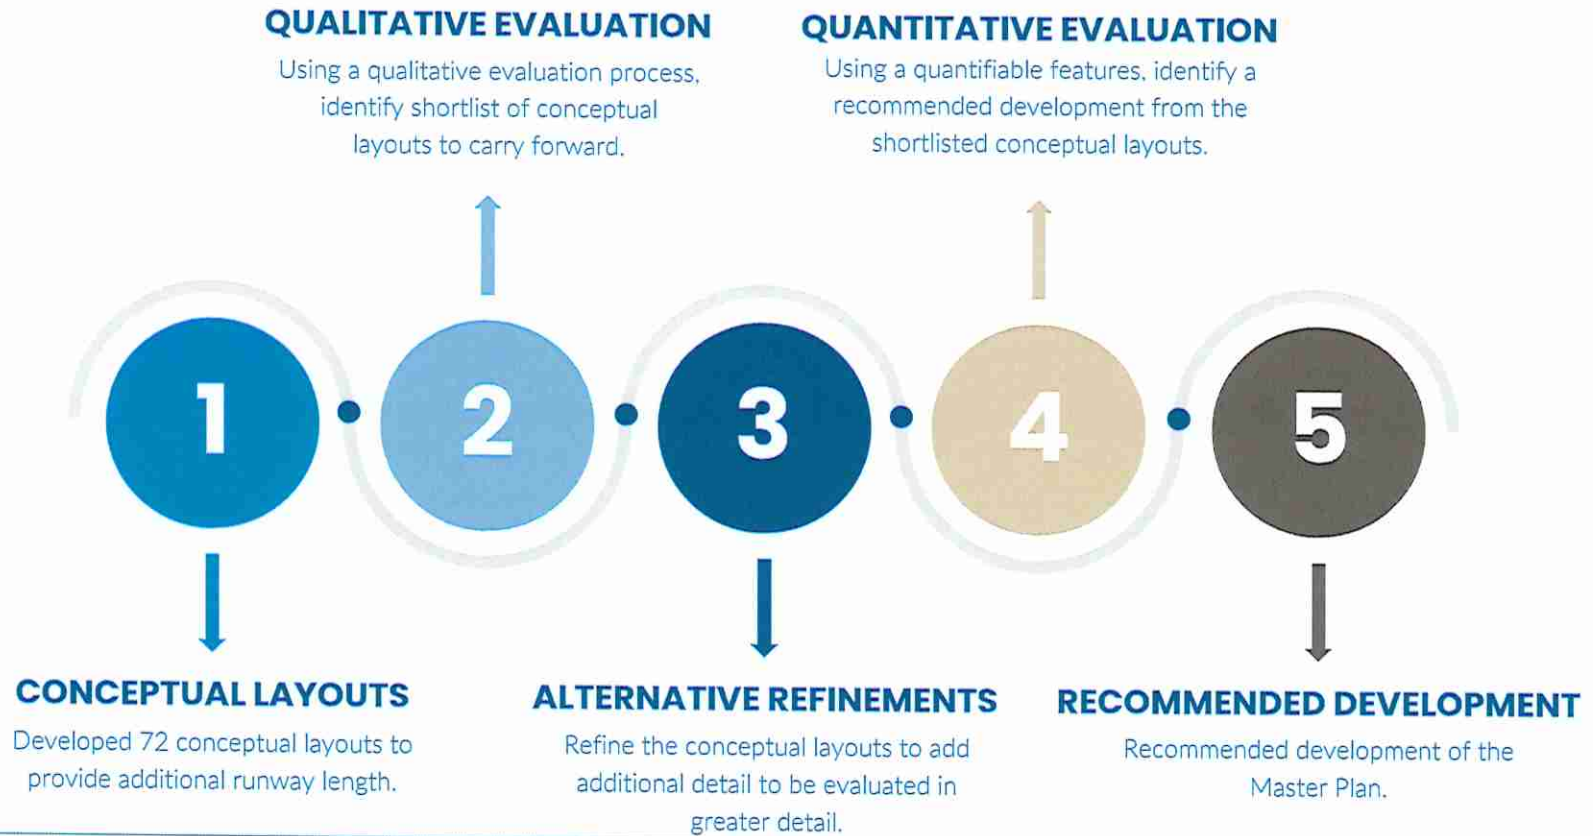 QUALITATIVE EVALUATION
Using a qualitative evaluation process,
identify shortlist of conceptual
layouts to carry forward.
QUANTITATIVE EVALUATION
Using a quantifiable features, identify a
recommended development from the
shortlisted conceptual layouts.
1
2
3
4
5
CONCEPTUAL LAYOUTS
Developed 72 conceptual layouts to
provide additional runway length.
ALTERNATIVE REFINEMENTS
Refine the conceptual layouts to add
additional detail to be evaluated in
greater detail.
RECOMMENDED DEVELOPMENT
Recommended development of the
Master Plan.